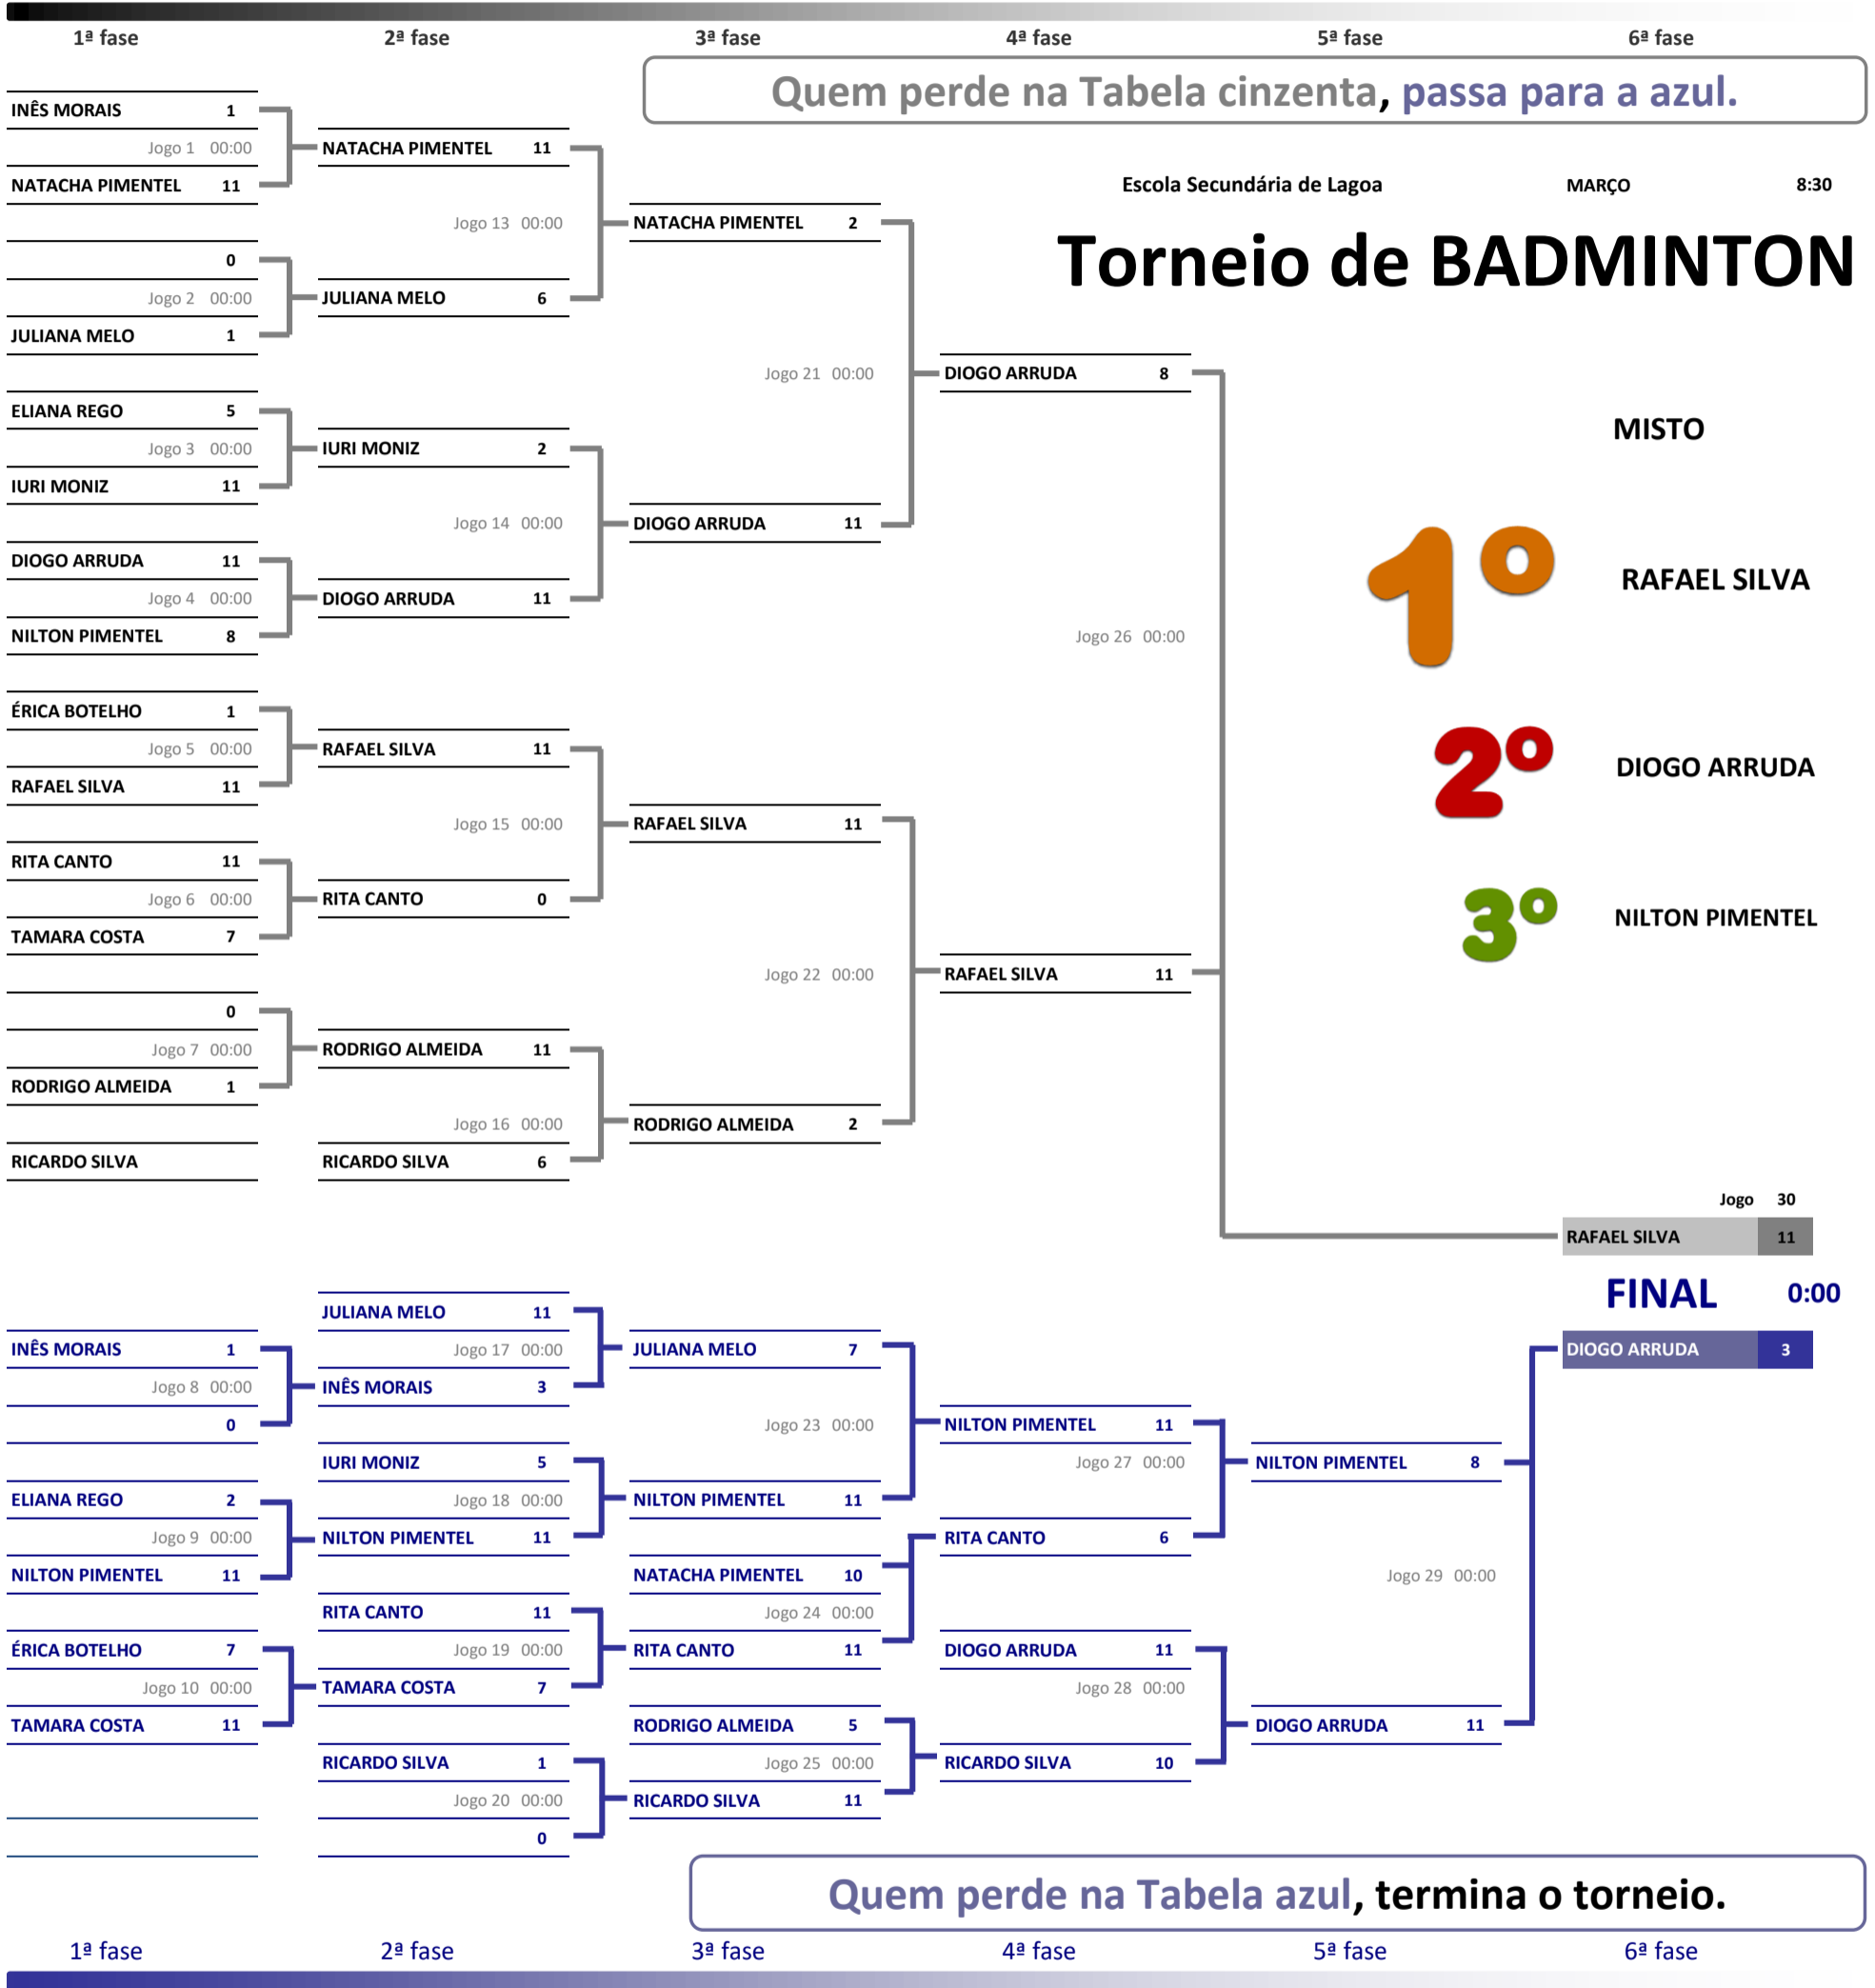 1ª fase 2ª fase 3ª fase 4ª fase 5ª fase 6ª fase
Quem perde na Tabela cinzenta, passa para a azul.
INÊS MORAIS 1
Jogo 1 00:00 NATACHA PIMENTEL 11
NATACHA PIMENTEL 11 Escola Secundária de Lagoa MARÇO 8:30
Jogo 13 00:00 NATACHA PIMENTEL 2
Torneio de BADMINTON
0
Jogo 2 00:00 JULIANA MELO 6
JULIANA MELO 1
Jogo 21 00:00 DIOGO ARRUDA 8
ELIANA REGO 5
MISTO
Jogo 3 00:00 IURI MONIZ 2
IURI MONIZ 11
Jogo 14 00:00 DIOGO ARRUDA 11
DIOGO ARRUDA 11
1º RAFAEL SILVA
Jogo 4 00:00 DIOGO ARRUDA 11
NILTON PIMENTEL 8 Jogo 26 00:00
ÉRICA BOTELHO 1
Jogo 5 00:00 RAFAEL SILVA 11
2º DIOGO ARRUDA
RAFAEL SILVA 11
Jogo 15 00:00 RAFAEL SILVA 11
RITA CANTO 11
Jogo 6 00:00 RITA CANTO 0
3º NILTON PIMENTEL
TAMARA COSTA 7
Jogo 22 00:00 RAFAEL SILVA 11
0
Jogo 7 00:00 RODRIGO ALMEIDA 11
RODRIGO ALMEIDA 1
Jogo 16 00:00 RODRIGO ALMEIDA 2
RICARDO SILVA RICARDO SILVA 6
Jogo 30
RAFAEL SILVA 11
FINAL 0:00
JULIANA MELO 11
INÊS MORAIS 1 Jogo 17 00:00 JULIANA MELO 7 DIOGO ARRUDA 3
Jogo 8 00:00 INÊS MORAIS 3
0 Jogo 23 00:00 NILTON PIMENTEL 11
IURI MONIZ 5 Jogo 27 00:00 NILTON PIMENTEL 8
ELIANA REGO 2 Jogo 18 00:00 NILTON PIMENTEL 11
Jogo 9 00:00 NILTON PIMENTEL 11 RITA CANTO 6
NILTON PIMENTEL 11 NATACHA PIMENTEL 10 Jogo 29 00:00
RITA CANTO 11 Jogo 24 00:00
ÉRICA BOTELHO 7 Jogo 19 00:00 RITA CANTO 11 DIOGO ARRUDA 11
Jogo 10 00:00 TAMARA COSTA 7 Jogo 28 00:00
TAMARA COSTA 11 RODRIGO ALMEIDA 5 DIOGO ARRUDA 11
RICARDO SILVA 1 Jogo 25 00:00 RICARDO SILVA 10
Jogo 20 00:00 RICARDO SILVA 11
0
Quem perde na Tabela azul, termina o torneio.
1ª fase 2ª fase 3ª fase 4ª fase 5ª fase 6ª fase